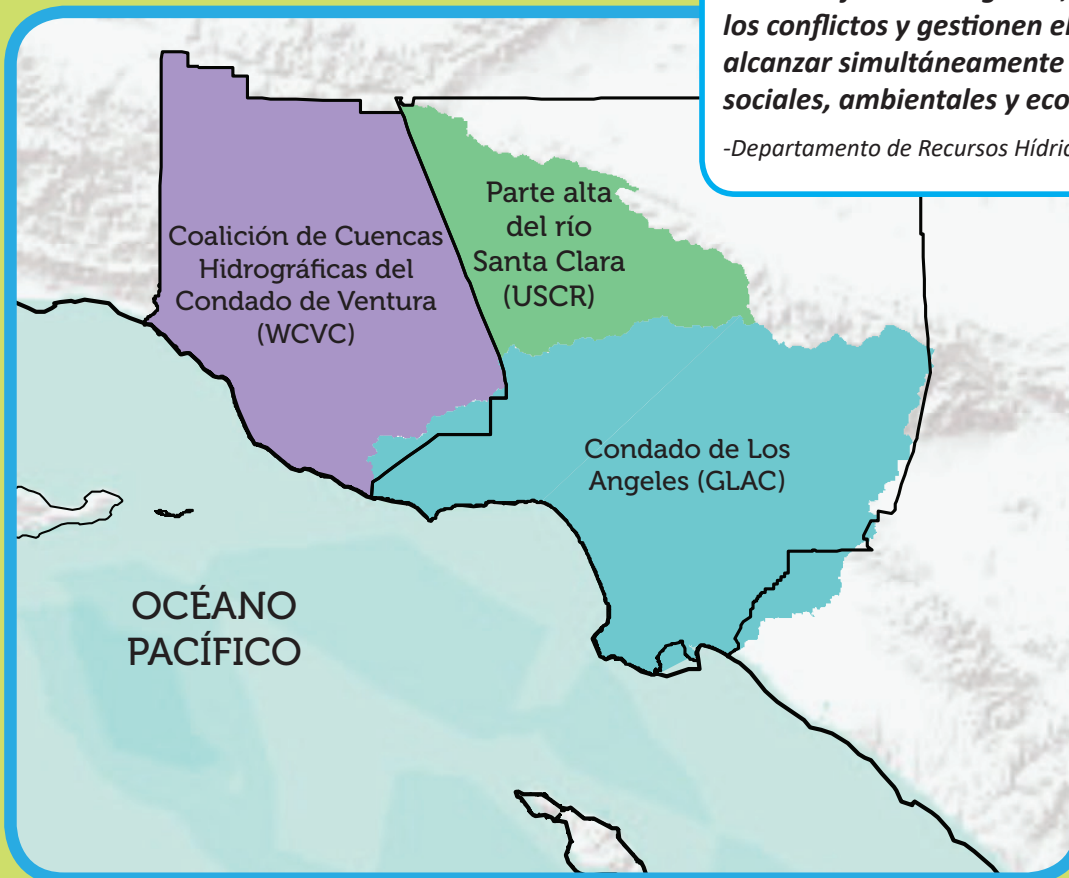 los conflictos y gestionen el
alcanzar simultáneamente
sociales, ambientales y eco
-Departamento de Recursos Hídric
Parte alta
del río
Santa Clara
(USCR)
Coalición de Cuencas
Hidrográficas del
Condado de Ventura
(WCVC)
Condado de Los
Angeles (GLAC)
OCÉANO
PACÍFICO